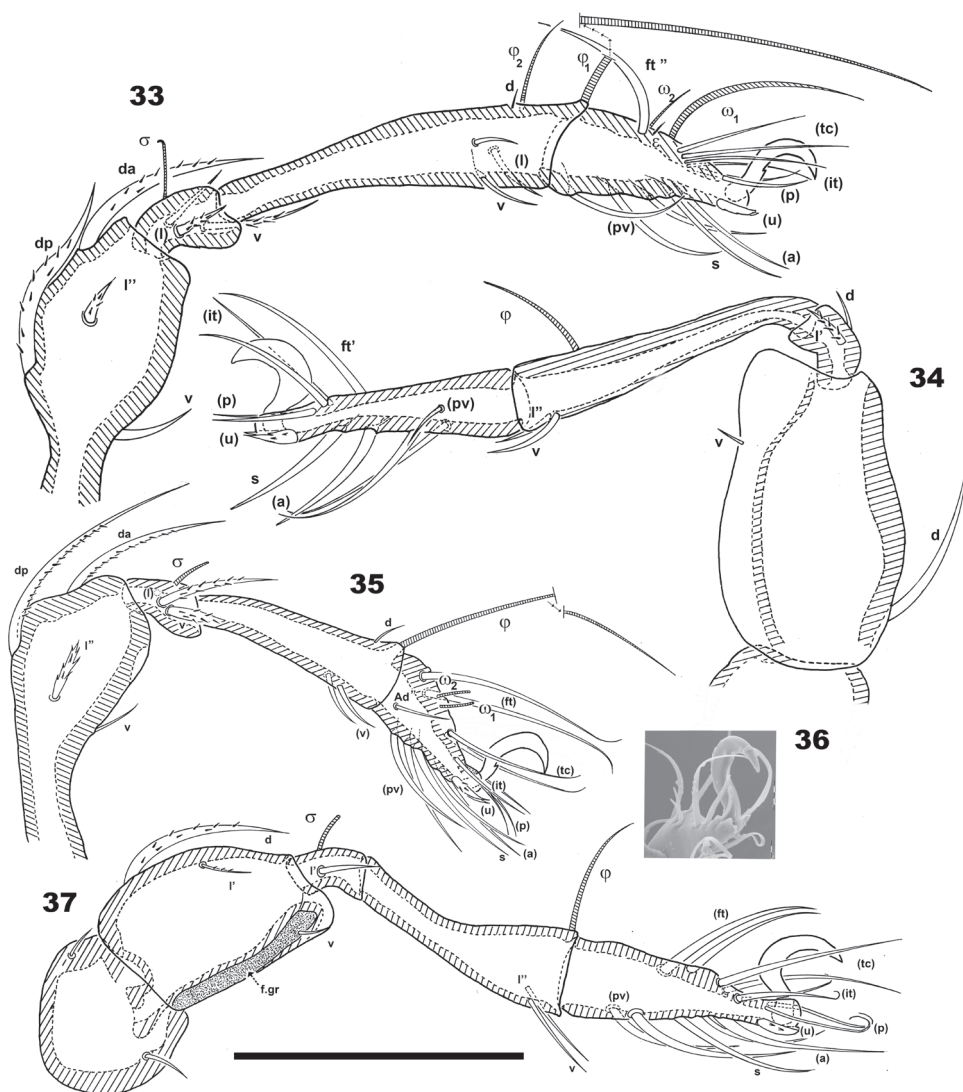 33
σ
da
dp
(l)
l''
v
v
d
φ2
φ1
ft ''
ω2
ω1
(l)
v
(tc)
(it)
(p)
(u)
(pv)
s
(a)
34
(it)
ft'
φ
d
l'
(p)
(u)
(pv)
l''
v
s
(a)
v
d
35
dp
da
σ
(l)
v
l''
v
d
φ
Ad
ω2
ω1
(ft)
(v)
(tc)
(it)
(u)
(p)
(pv)
(a)
s
36
37
d
σ
l'
l'
v
f.gr
φ
l''
v
(ft)
(tc)
(it)
(pv)
(p)
(u)
(a)
s